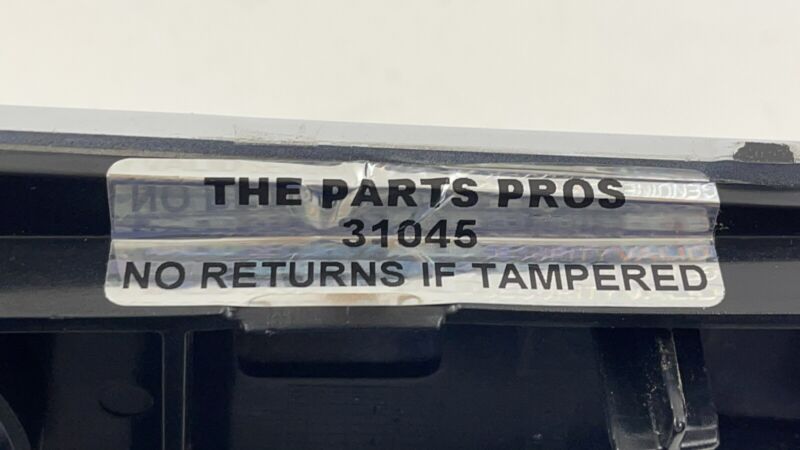 THE PARTS PROS
31045
NO RETURNS IF TAMPERED